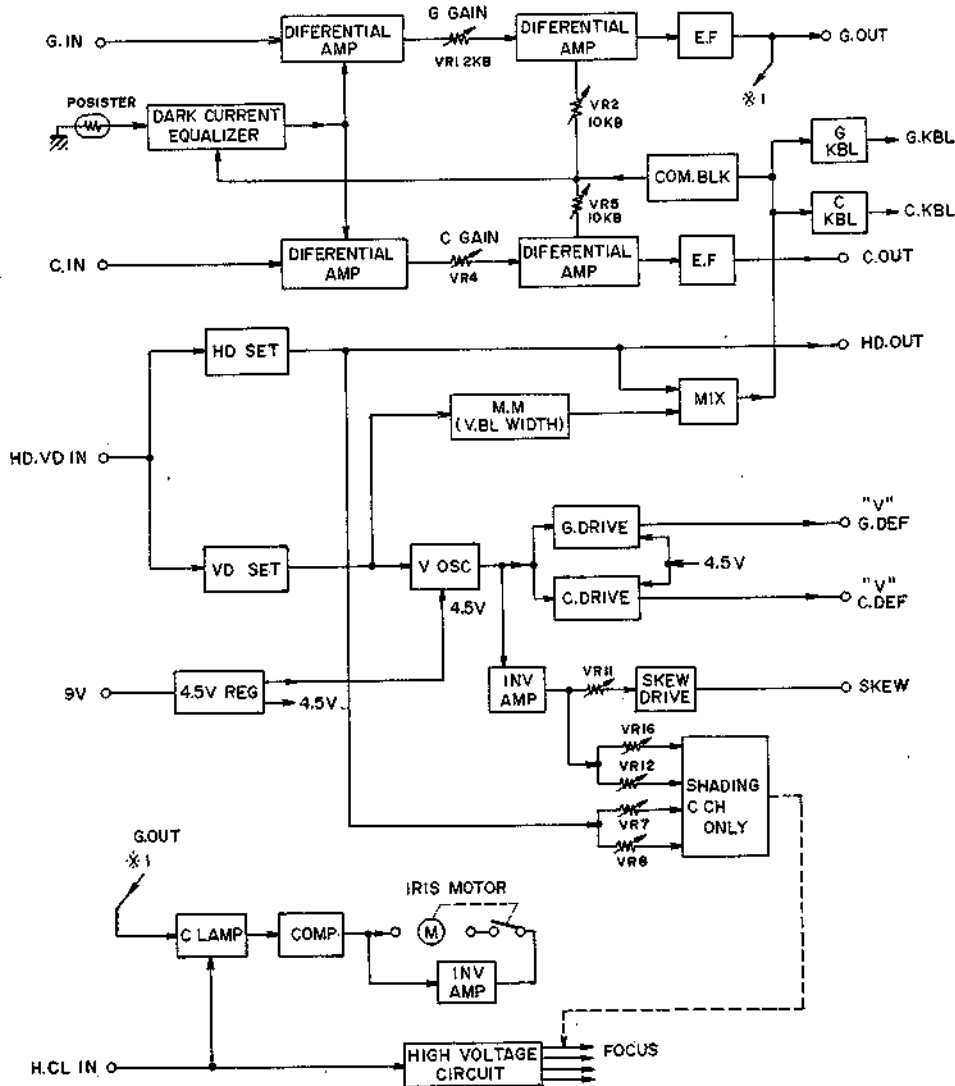 G GAIN
G.IN
DIFERENTIAL
AMP
VR1.2KB
DIFERENTIAL
AMP
E.F
G.OUT
※1
POSISTER
DARK CURRENT
EQUALIZER
VR2
10KB
G
KBL
G.KBL
COM.BLK
VR5
10KB
C
KBL
C.KBL
C GAIN
C.IN
DIFERENTIAL
AMP
VR4
DIFERENTIAL
AMP
E.F
C.OUT
HD SET
HD.OUT
M.M
(V.BL WIDTH)
MIX
HD.VD IN
"V"
G.DEF
G.DRIVE
VD SET
V OSC
4.5V
4.5V
C.DRIVE
"V"
C.DEF
9V
4.5V REG
4.5V
INV
AMP
VR11
SKEW
DRIVE
SKEW
VR16
VR12
SHADING
C CH
ONLY
VR7
VR8
G.OUT
※1
IRIS MOTOR
C LAMP
COMP.
M
INV
AMP
H.CL IN
HIGH VOLTAGE
CIRCUIT
FOCUS